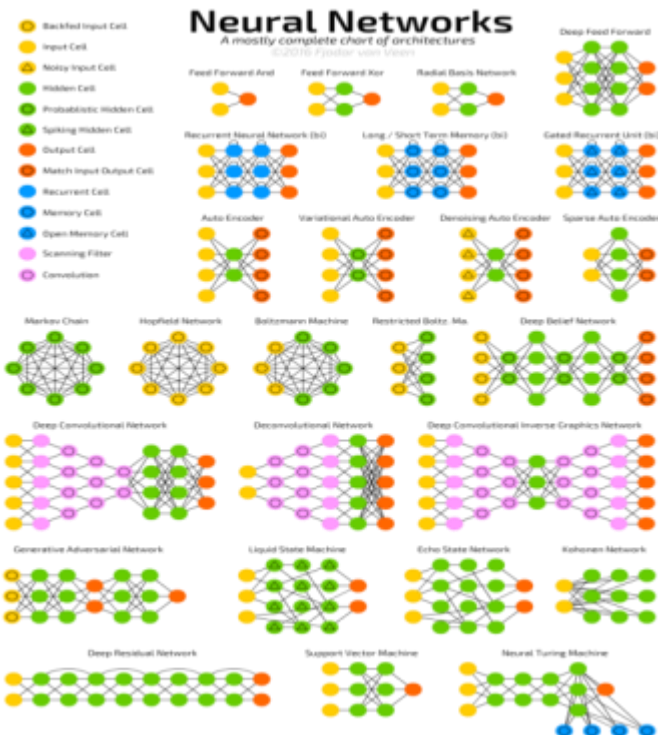 Neural Networks
A mostly complete chart of architectures
©2016 Fjodor van Veen
Backfed Input Cell
Input Cell
Noisy Input Cell
Hidden Cell
Probablistic Hidden Cell
Spiking Hidden Cell
Output Cell
Match Input Output Cell
Recurrent Cell
Memory Cell
Open Memory Cell
Scanning Filter
Convolution
Deep Feed Forward
Feed Forward And
Feed Forward Xor
Radial Basis Network
Recurrent Neural Network (bi)
Long / Short Term Memory (bi)
Gated Recurrent Unit (bi)
Auto Encoder
Variational Auto Encoder
Denoising Auto Encoder
Sparse Auto Encoder
Markov Chain
Hopfield Network
Boltzmann Machine
Restricted Boltz. Ma.
Deep Belief Network
Deep Convolutional Network
Deconvolutional Network
Deep Convolutional Inverse Graphics Network
Generative Adversarial Network
Liquid State Machine
Echo State Network
Kohonen Network
Deep Residual Network
Support Vector Machine
Neural Turing Machine